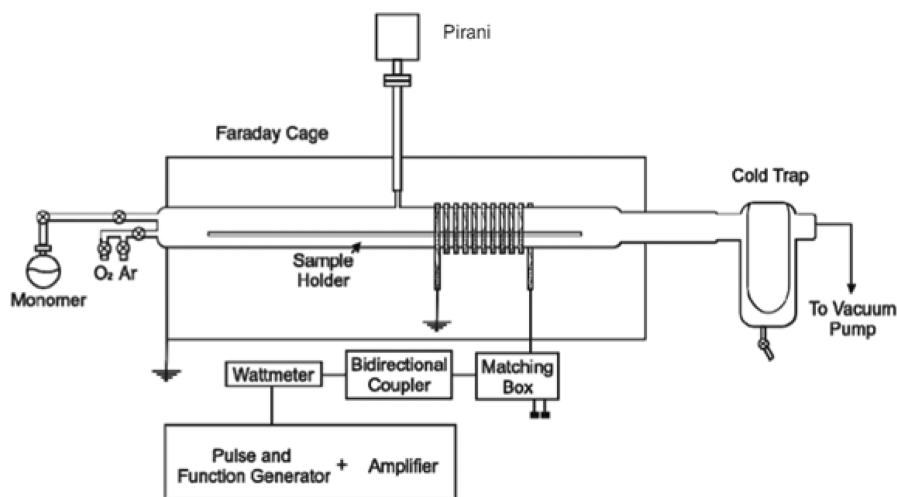 Pirani
Faraday Cage
Cold Trap
O₂ Ar
Monomer
Sample
Holder
To Vacuum
Pump
Wattmeter
Bidirectional
Coupler
Matching
Box
Pulse and
Function Generator + Amplifier